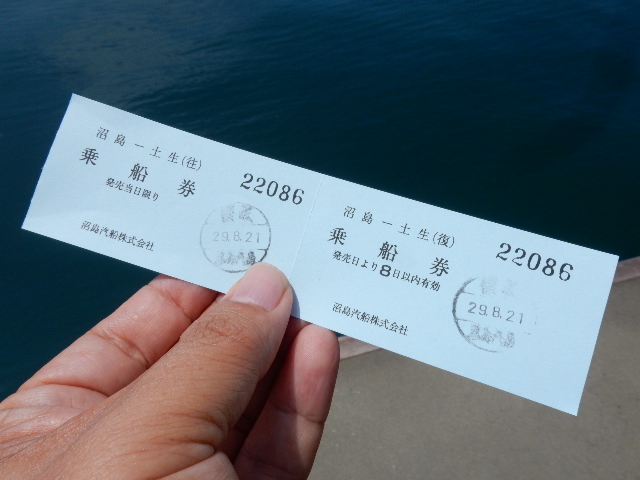 沼島ー土生(往)
乗船券
22086
発売当日限り
29.8.21
沼島汽船株式会社
沼島ー土生(復)
乗船券
22086
発売日より8日以内有効
29.8.21
沼島汽船株式会社